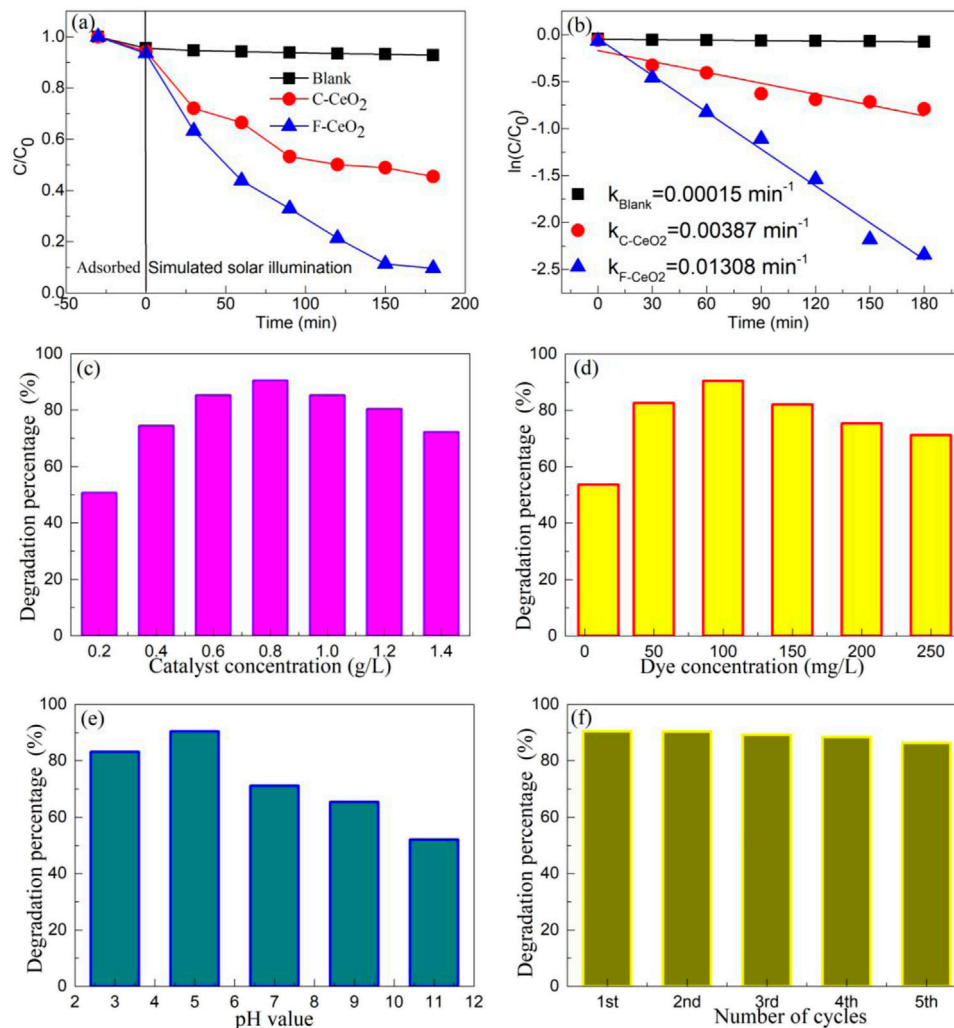 (a)
1.0
0.8
0.6
0.4
0.2
0.0
C/C0
Blank
C-CeO2
F-CeO2
Adsorbed Simulated solar illumination
-50 0 50 100 150 200
Time (min)
(b)
0.0
-0.5
-1.0
-1.5
-2.0
-2.5
ln(C/C0)
kBlank=0.00015 min-1
kC-CeO2=0.00387 min-1
kF-CeO2=0.01308 min-1
0 30 60 90 120 150 180
Time (min)
(c)
100
80
60
40
20
0
Degradation percentage (%)
0.2 0.4 0.6 0.8 1.0 1.2 1.4
Catalyst concentration (g/L)
(d)
100
80
60
40
20
0
Degradation percentage (%)
0 50 100 150 200 250
Dye concentration (mg/L)
(e)
100
80
60
40
20
0
Degradation percentage (%)
2 3 4 5 6 7 8 9 10 11 12
pH value
(f)
100
80
60
40
20
0
Degradation percentage (%)
1st 2nd 3rd 4th 5th
Number of cycles